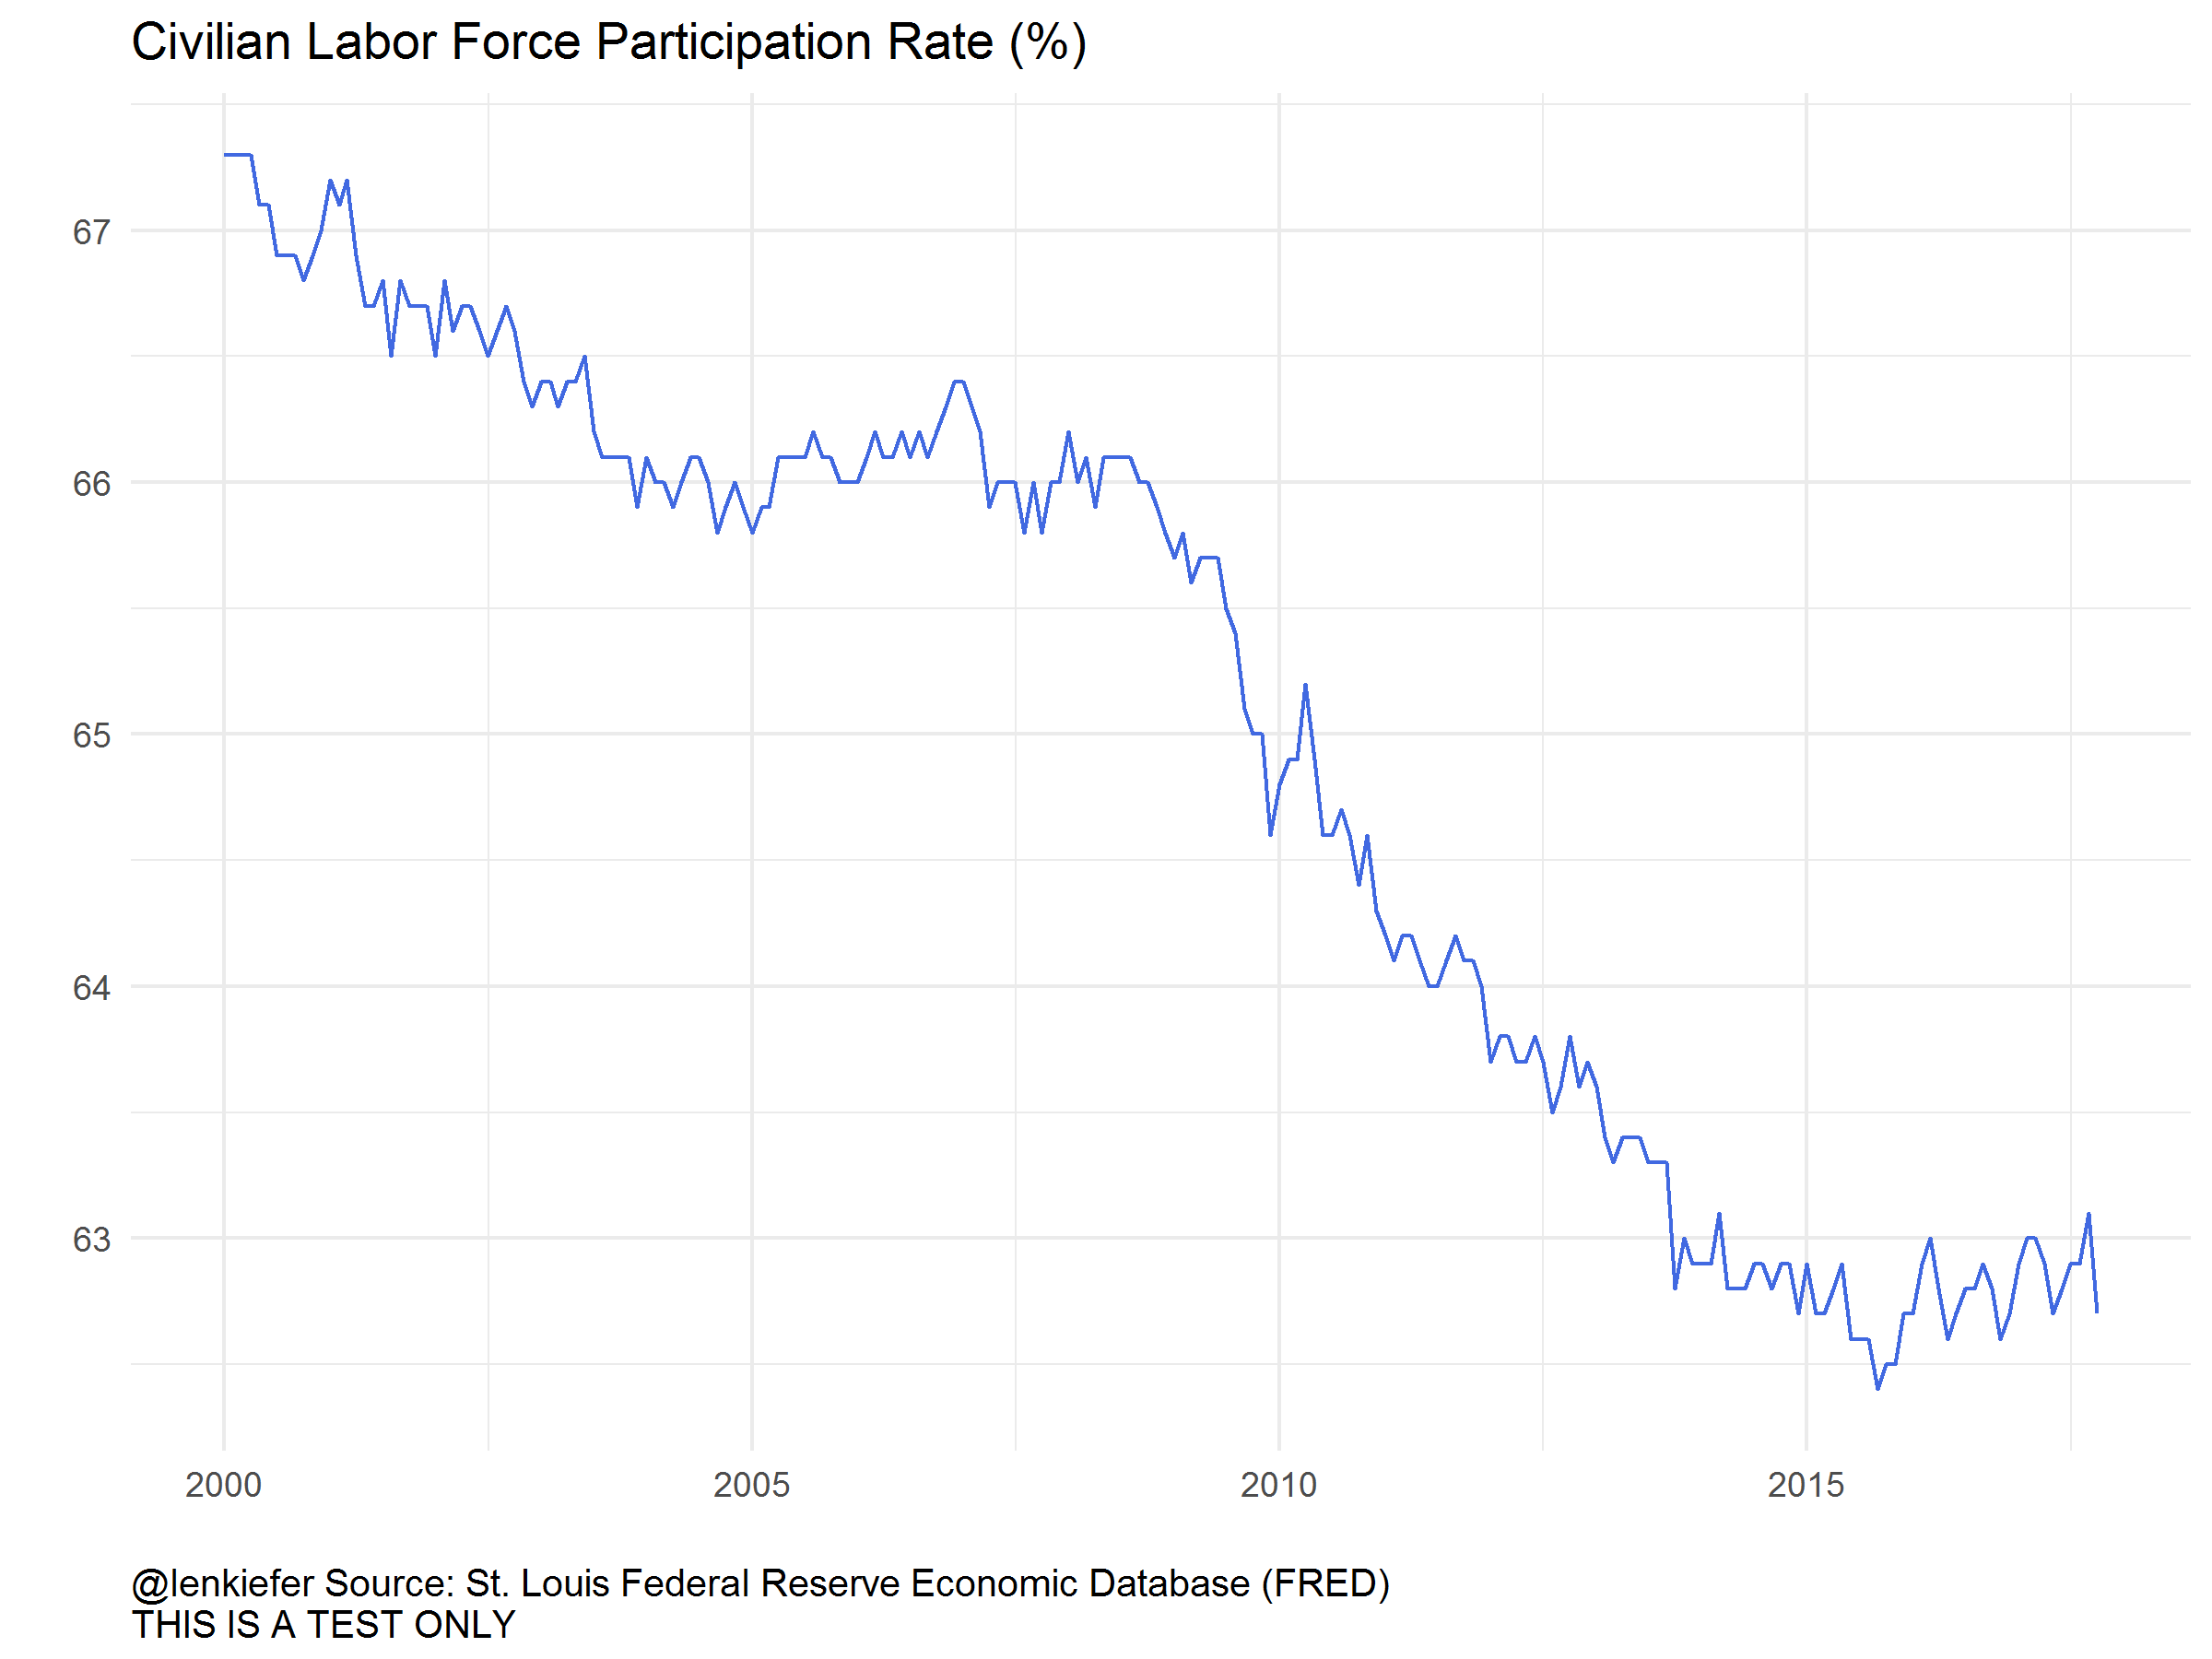 Civilian Labor Force Participation Rate (%)
67
66
65
64
63
2000 2005 2010 2015
@lenkiefer Source: St. Louis Federal Reserve Economic Database (FRED)
THIS IS A TEST ONLY